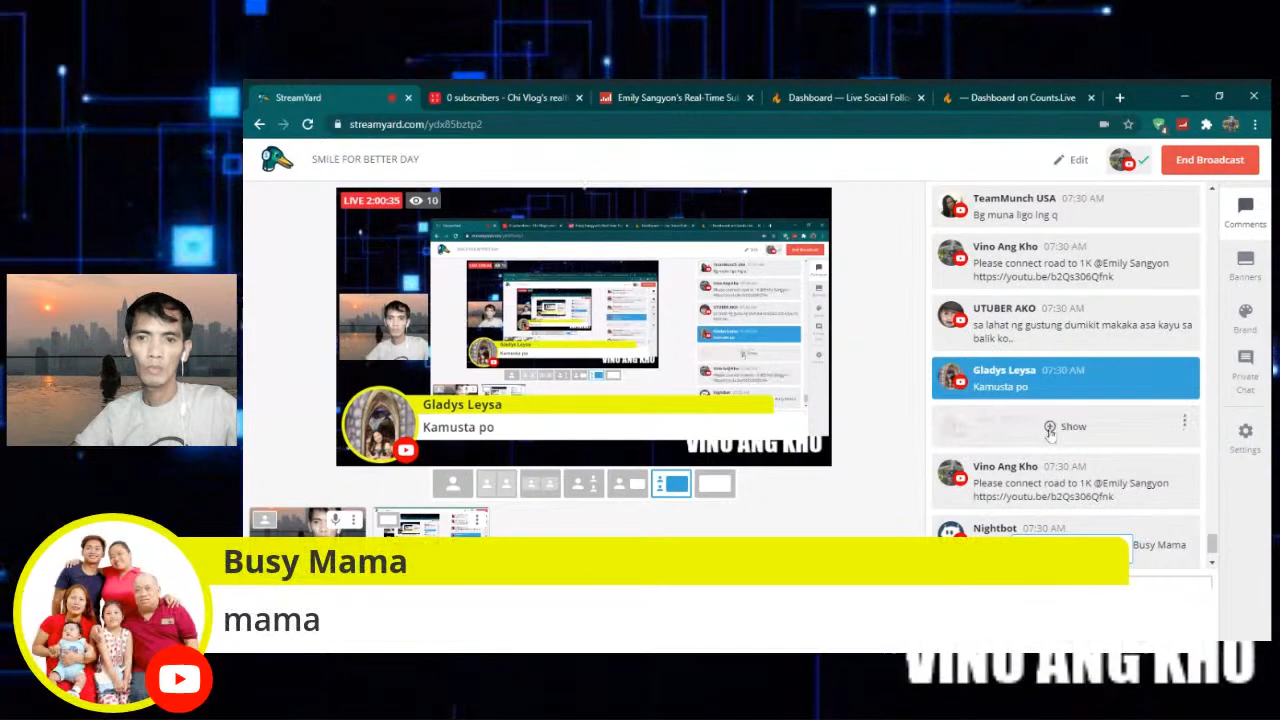 StreamYard
0 subscribers - Chi Vlog's realt
Emily Sangyon's Real-Time Su
Dashboard — Live Social Follo
— Dashboard on Counts.Live
streamyard.com/ydx85bztp2
SMILE FOR BETTER DAY
Edit
End Broadcast
LIVE 2:00:35
10
Gladys Leysa
Kamusta po
VINO ANG KHO
TeamMunch USA 07:30 AM
Bg muna ligo lng q
Vino Ang Kho 07:30 AM
Please connect road to 1K @Emily Sangyon
https://youtu.be/b2Qs306Qfnk
UTUBER AKO 07:30 AM
sa lahat ng gustung dumikit makaka asa kayu sa
balik ko..
Gladys Leysa 07:30 AM
Kamusta po
Show
Vino Ang Kho 07:30 AM
Please connect road to 1K @Emily Sangyon
https://youtu.be/b2Qs306Qfnk
Nightbot 07:30 AM
Busy Mama
Comments
Banners
Brand
Private
Chat
Settings
Busy Mama
mama
VINO ANG KHO